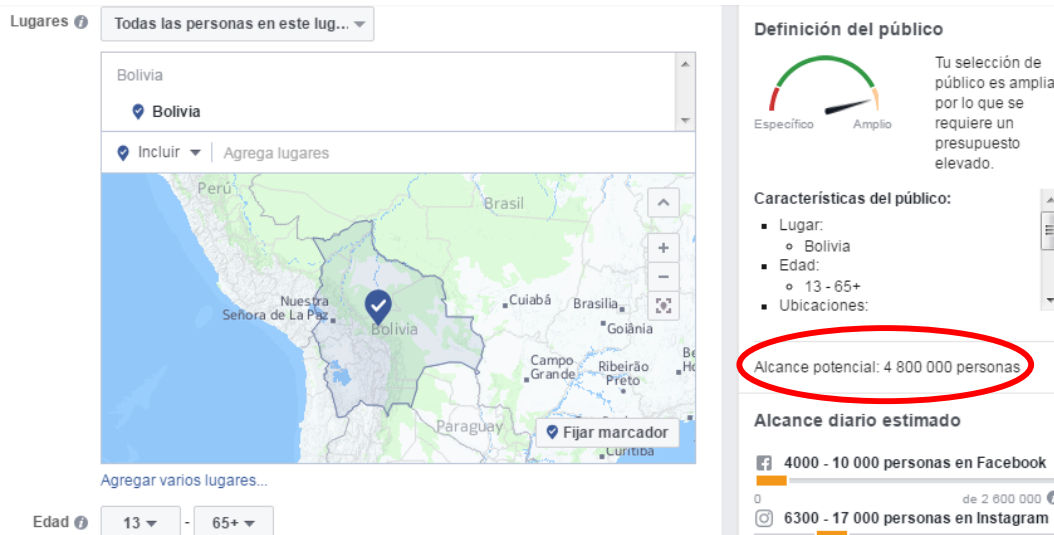 Lugares
Todas las personas en este lug...
Bolivia
Bolivia
Incluir
Agrega lugares
Perú
Brasil
Nuestra
Señora de La Paz
Bolivia
Cuiabá
Brasilia
Goiânia
Campo
Grande
Ribeirão
Preto
Paraguay
Fijar marcador
Curitiba
Agregar varios lugares...
Edad
13 - 65+
Definición del público
Específico
Amplio
Tu selección de
público es amplia
por lo que se
requiere un
presupuesto
elevado.
Características del público:
Lugar:
Bolivia
Edad:
13 - 65+
Ubicaciones:
Alcance potencial: 4 800 000 personas
Alcance diario estimado
4000 - 10 000 personas en Facebook
0
de 2 600 000
6300 - 17 000 personas en Instagram